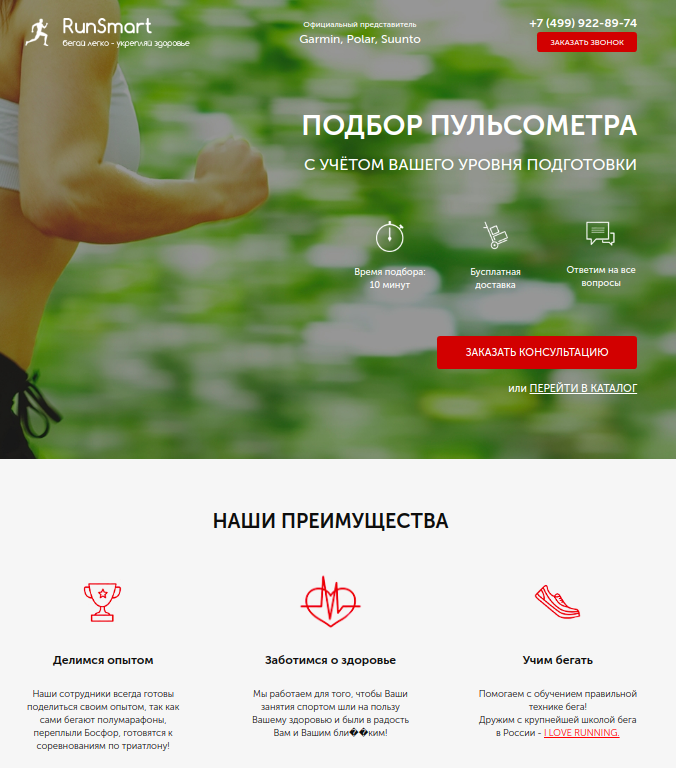 RunSmart
бегай легко - укрепляй здоровье
Официальный представитель
Garmin, Polar, Suunto
+7 (499) 922-89-74
ЗАКАЗАТЬ ЗВОНОК
ПОДБОР ПУЛЬСОМЕТРА
С УЧЁТОМ ВАШЕГО УРОВНЯ ПОДГОТОВКИ
Время подбора:
10 минут
Бусплатная
доставка
Ответим на все
вопросы
ЗАКАЗАТЬ КОНСУЛЬТАЦИЮ
или ПЕРЕЙТИ В КАТАЛОГ
НАШИ ПРЕИМУЩЕСТВА
Делимся опытом
Наши сотрудники всегда готовы
поделиться своим опытом, так как
сами бегают полумарафоны,
переплыли Босфор, готовятся к
соревнованиям по триатлону!
Заботимся о здоровье
Мы работаем для того, чтобы Ваши
занятия спортом шли на пользу
Вашему здоровью и были в радость
Вам и Вашим бли��ким!
Учим бегать
Помогаем с обучением правильной
технике бега!
Дружим с крупнейшей школой бега
в России - I LOVE RUNNING.